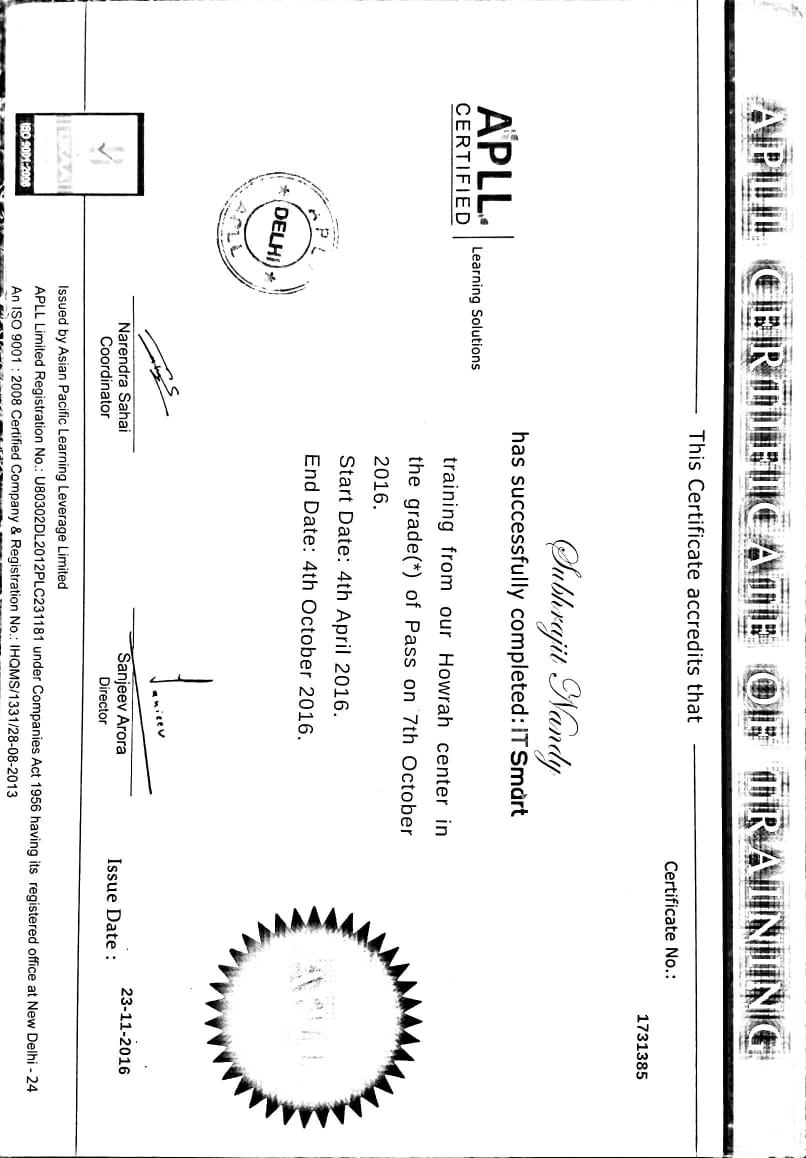 APLL CERTIFICATE OF TRAINING
This Certificate accredits that
Certificate No.:
1731385
Subhrajit Nandy
has successfully completed: IT Smart
APLL
CERTIFIED
Learning Solutions
training from our Howrah center in
the grade(*) of Pass on 7th October
2016.
Start Date: 4th April 2016.
End Date: 4th October 2016.
APLL
DELHI
APLL
APLL
Sanjeev
Narendra Sahai
Coordinator
Sanjeev Arora
Director
Issue Date :
23-11-2016
UKAA
ISO 9001:2008
Issued by Asian Pacific Learning Leverage Limited
APLL Limited Registration No.: U80302DL2012PLC231181 under Companies Act 1956 having its registered office at New Delhi - 24
An ISO 9001 : 2008 Certified Company & Registration No.: IHQMS/1331/28-08-2013